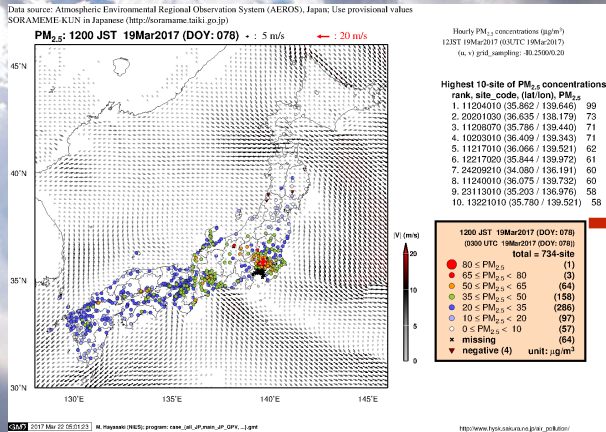 Data source: Atmospheric Environmental Regional Observation System (AEROS), Japan; Use provisional values
SORAMEME-KUN in Japanese (http://soramame.taiki.go.jp)
PM2.5: 1200 JST 19Mar2017 (DOY: 078) : 5 m/s : 20 m/s
Hourly PM2.5 concentrations (µg/m³)
12JST 19Mar2017 (03UTC 19Mar2017)
(u, v) grid_sampling: -I0.2500/0.20
45˚N
40˚N
35˚N
30˚N
130˚E
135˚E
140˚E
145˚E
|V| (m/s)
20
10
5
0
Highest 10-site of PM2.5 concentrations
rank, site_code, (lat/lon), PM2.5
1. 11204010 (35.862 / 139.646) 99
2. 20201030 (36.635 / 138.179) 73
3. 11208070 (35.786 / 139.440) 71
4. 10203010 (36.409 / 139.343) 71
5. 11217010 (36.066 / 139.521) 62
6. 12217020 (35.844 / 139.972) 61
7. 24209210 (34.080 / 136.191) 60
8. 11240010 (36.075 / 139.732) 60
9. 23113010 (35.203 / 136.976) 58
10. 13221010 (35.780 / 139.521) 58
1200 JST 19Mar2017 (DOY: 078)
(0300 UTC 19Mar2017 (DOY: 078))
total = 734-site
80 ≤ PM2.5 (1)
65 ≤ PM2.5 < 80 (3)
50 ≤ PM2.5 < 65 (64)
35 ≤ PM2.5 < 50 (158)
20 ≤ PM2.5 < 35 (286)
10 ≤ PM2.5 < 20 (97)
0 ≤ PM2.5 < 10 (57)
missing (64)
negative (4) unit: µg/m³
GMT 2017 Mar 22 05:01:23 M. Hayasaki (NIES); program: case_{all_JP,main_JP_GPV, ...}.gmt
http://www.hysk.sakura.ne.jp/air_pollution/